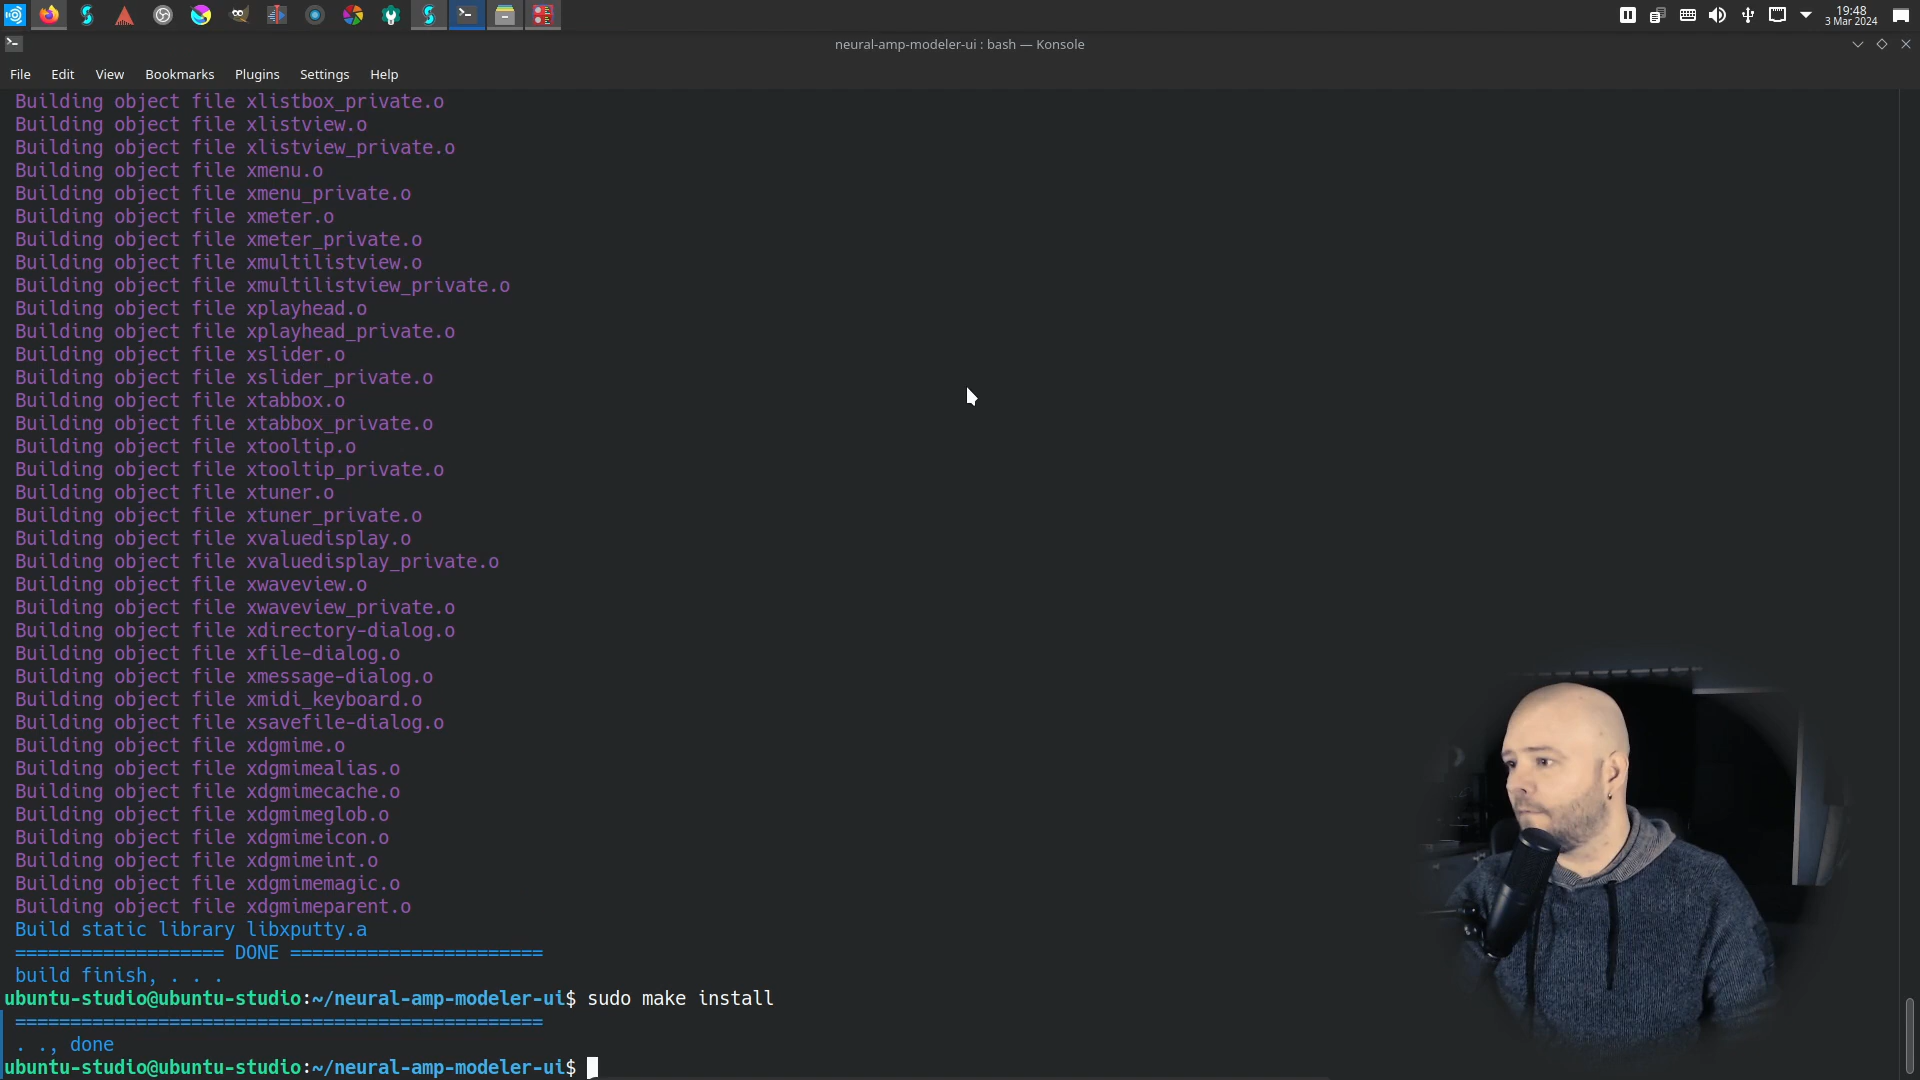 19:48
3 Mar 2024
neural-amp-modeler-ui : bash — Konsole
File Edit View Bookmarks Plugins Settings Help
Building object file xlistbox_private.o
Building object file xlistview.o
Building object file xlistview_private.o
Building object file xmenu.o
Building object file xmenu_private.o
Building object file xmeter.o
Building object file xmeter_private.o
Building object file xmultilistview.o
Building object file xmultilistview_private.o
Building object file xplayhead.o
Building object file xplayhead_private.o
Building object file xslider.o
Building object file xslider_private.o
Building object file xtabbox.o
Building object file xtabbox_private.o
Building object file xtooltip.o
Building object file xtooltip_private.o
Building object file xtuner.o
Building object file xtuner_private.o
Building object file xvaluedisplay.o
Building object file xvaluedisplay_private.o
Building object file xwaveview.o
Building object file xwaveview_private.o
Building object file xdirectory-dialog.o
Building object file xfile-dialog.o
Building object file xmessage-dialog.o
Building object file xmidi_keyboard.o
Building object file xsavefile-dialog.o
Building object file xdgmime.o
Building object file xdgmimealias.o
Building object file xdgmimecache.o
Building object file xdgmimeglob.o
Building object file xdgmimeicon.o
Building object file xdgmimeint.o
Building object file xdgmimemagic.o
Building object file xdgmimeparent.o
Build static library libxputty.a
=================== DONE =======================
build finish, . . .
ubuntu-studio@ubuntu-studio:~/neural-amp-modeler-ui$ sudo make install
================================================
. ., done
ubuntu-studio@ubuntu-studio:~/neural-amp-modeler-ui$